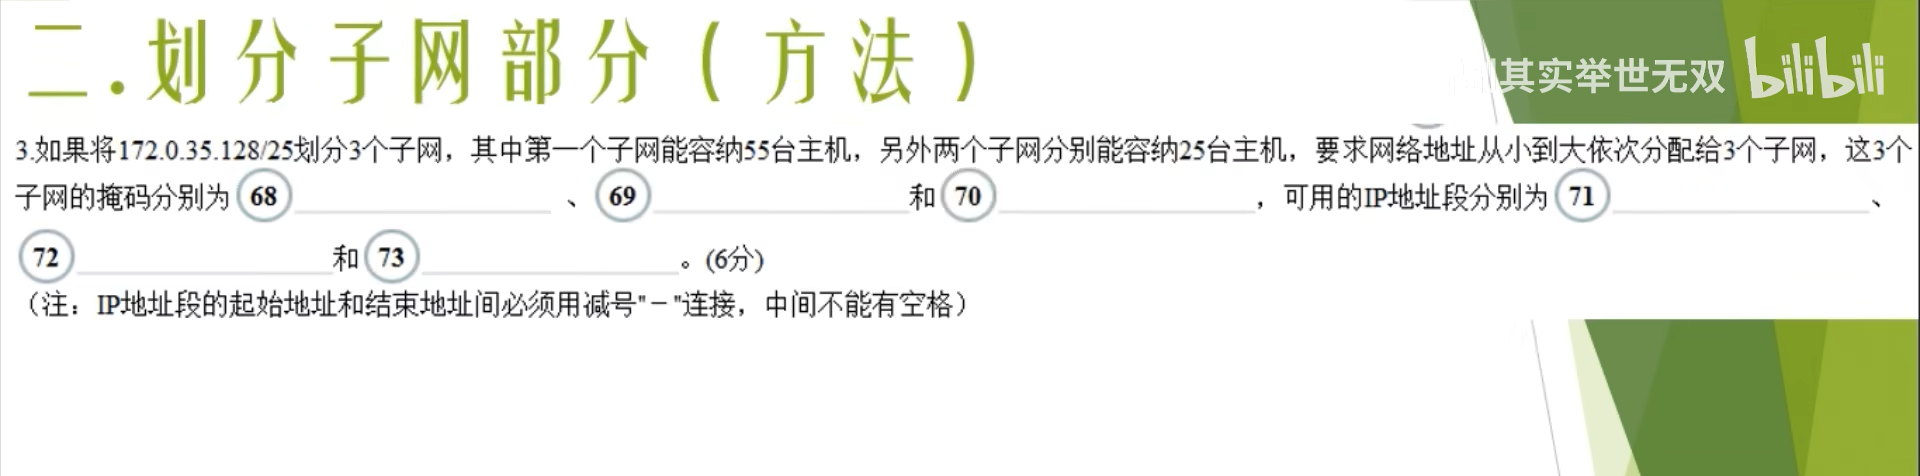 二.划分子网部分（方法）
其实举世无双 bilibili
3.如果将172.0.35.128/25划分3个子网，其中第一个子网能容纳55台主机，另外两个子网分别能容纳25台主机，要求网络地址从小到大依次分配给3个子网，这3个
子网的掩码分别为 68 、 69 和 70 ，可用的IP地址段分别为 71 、
72 和 73 。(6分)
（注：IP地址段的起始地址和结束地址间必须用减号"－"连接，中间不能有空格）